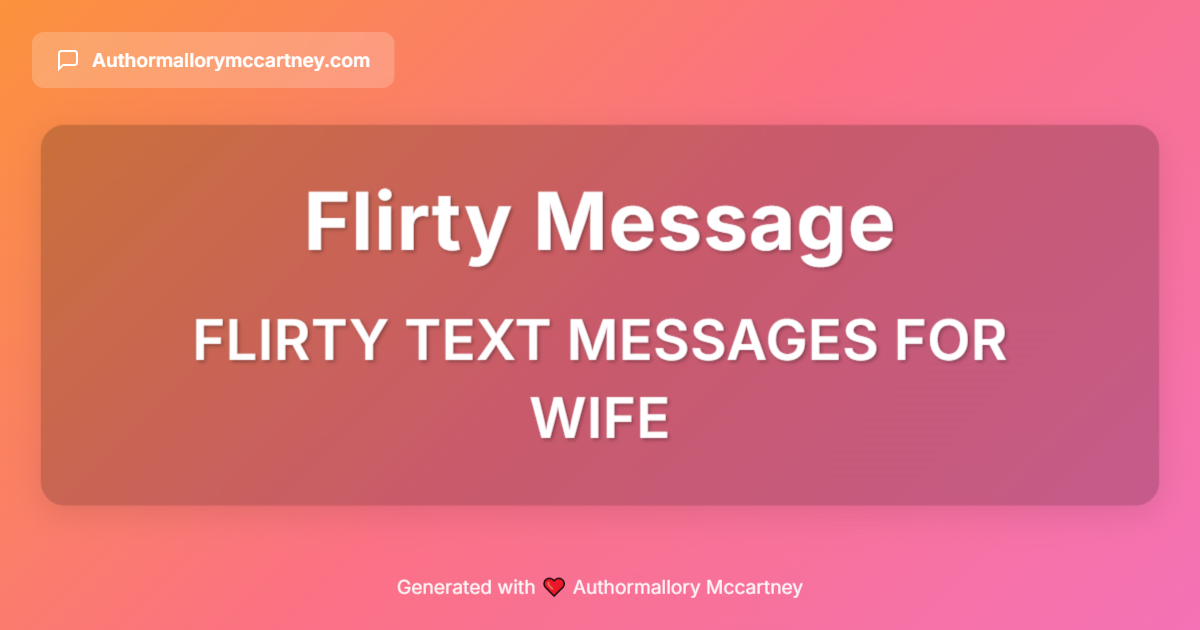 Authormallorymccartney.com
Flirty Message
FLIRTY TEXT MESSAGES FOR
WIFE
Generated with ❤️ Authormallory Mccartney